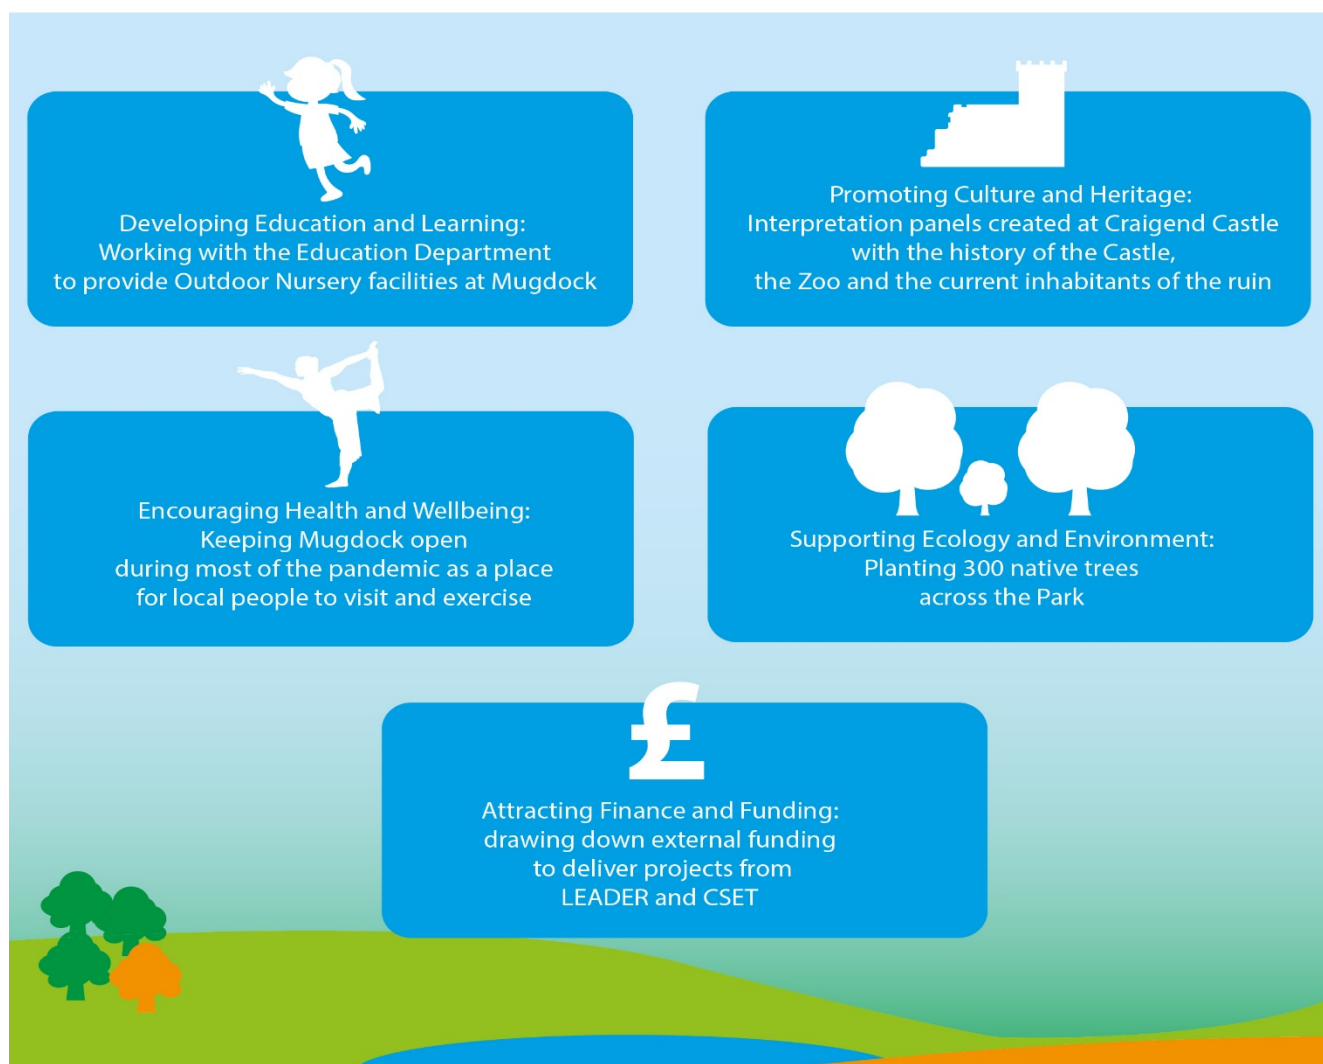 Developing Education and Learning:
Working with the Education Department
to provide Outdoor Nursery facilities at Mugdock
Promoting Culture and Heritage:
Interpretation panels created at Craigend Castle
with the history of the Castle,
the Zoo and the current inhabitants of the ruin
Encouraging Health and Wellbeing:
Keeping Mugdock open
during most of the pandemic as a place
for local people to visit and exercise
Supporting Ecology and Environment:
Planting 300 native trees
across the Park
£
Attracting Finance and Funding:
drawing down external funding
to deliver projects from
LEADER and CSET